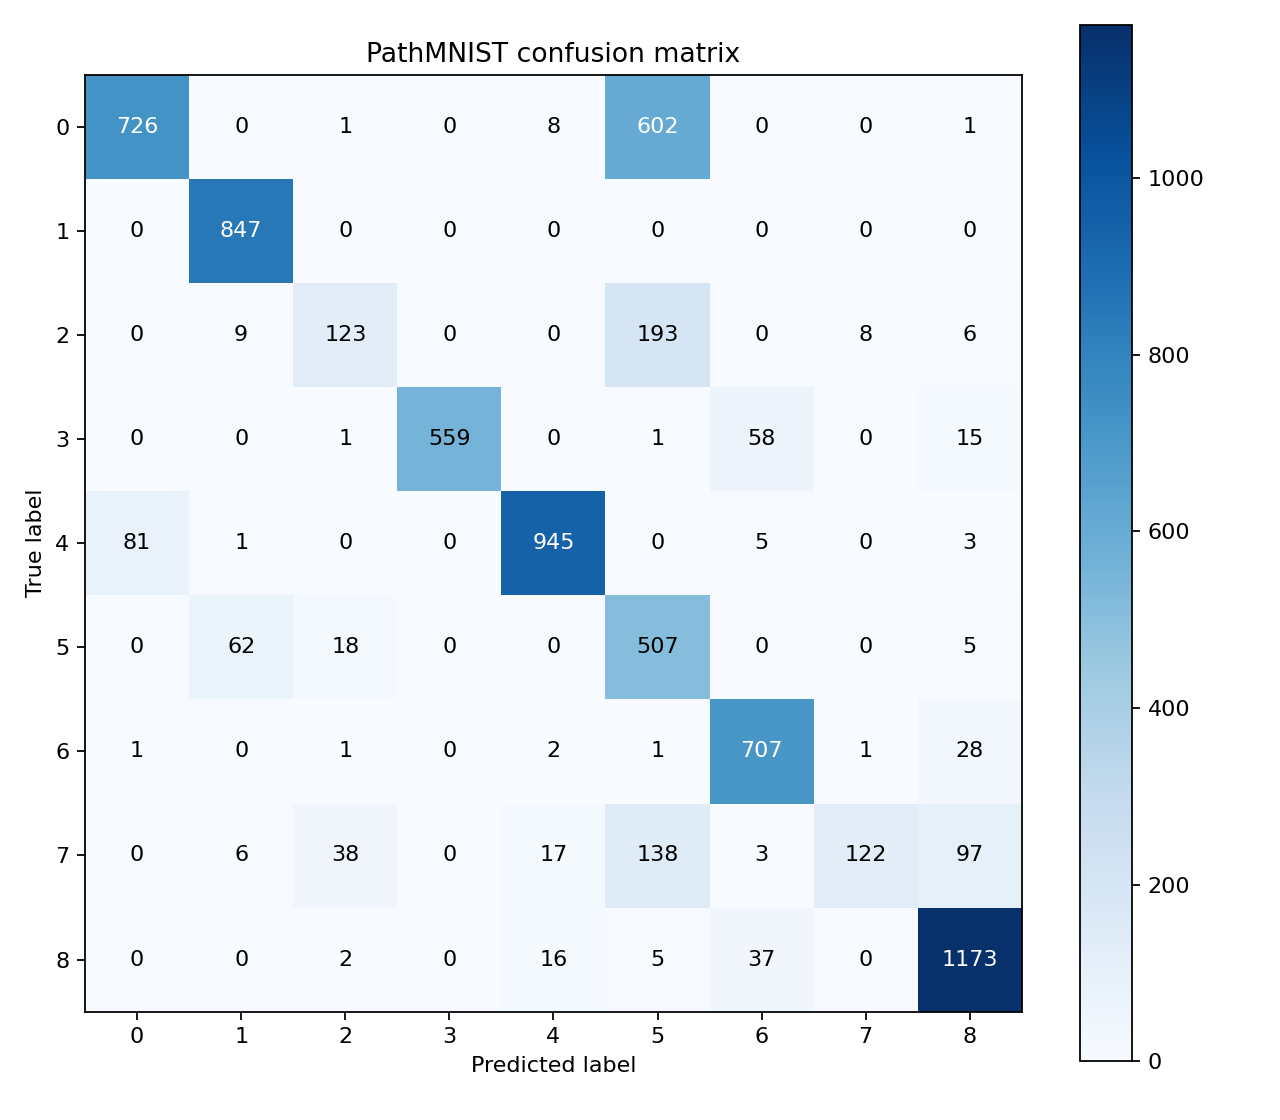 PathMNIST confusion matrix
0 726 0 1 0 8 602 0 0 1
1 0 847 0 0 0 0 0 0 0
2 0 9 123 0 0 193 0 8 6
3 0 0 1 559 0 1 58 0 15
4 81 1 0 0 945 0 5 0 3
5 0 62 18 0 0 507 0 0 5
6 1 0 1 0 2 1 707 1 28
7 0 6 38 0 17 138 3 122 97
8 0 0 2 0 16 5 37 0 1173
0 1 2 3 4 5 6 7 8
Predicted label
True label
1000
800
600
400
200
0